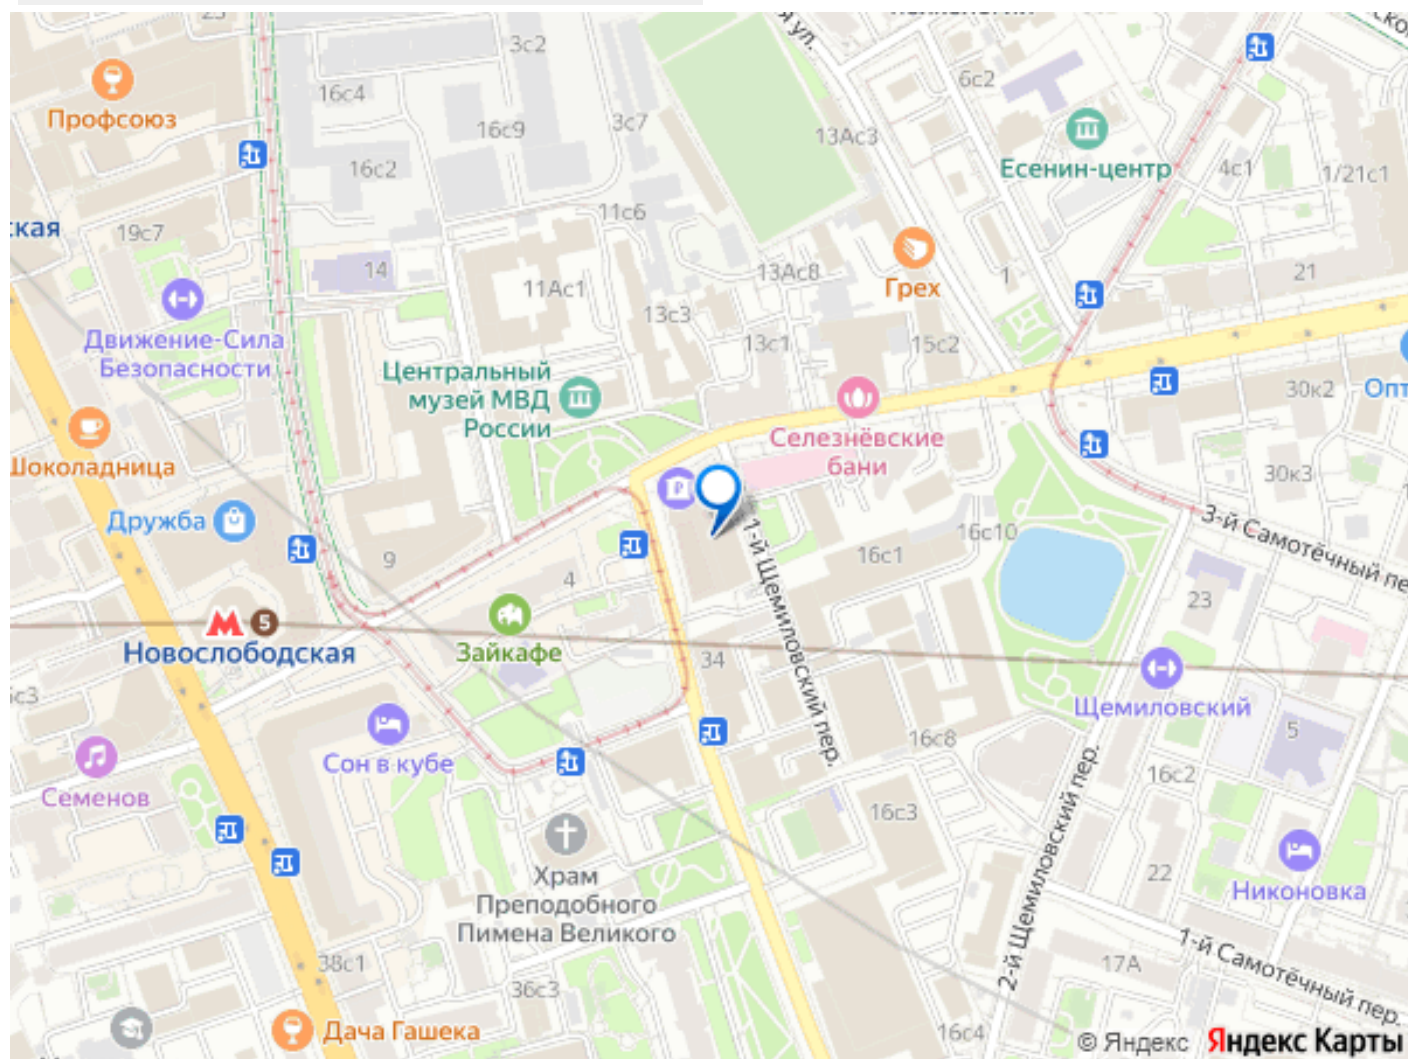 3с2
16с4
Профсоюз
16с9
3с7
13Ас3
6с2
16с2
Есенин-центр
4с1
1/21с1
ская
19с7
11с6
14
11Ас1
13Ас8
Грех
1
21
13с3
Движение-Сила
Безопасности
13с1
15с2
Центральный
музей МВД
России
30к2
Опт
Селезнёвские
бани
Шоколадница
30к3
Дружба
3-й Самотёчный пе
1-й Щемиловский пер.
16с10
16с1
9
4
23
М 5
Новослободская
Зайкафе
34
с3
Щемиловский
5
Сон в кубе
16с8
16с2
Семенов
16с3
2-й Щемиловский пер.
Храм
Преподобного
Пимена Великого
22
Никоновка
38с1
36с3
17А
1-й Самотёчный пер.
Дача Гашека
16с4
© Яндекс Яндекс Карты